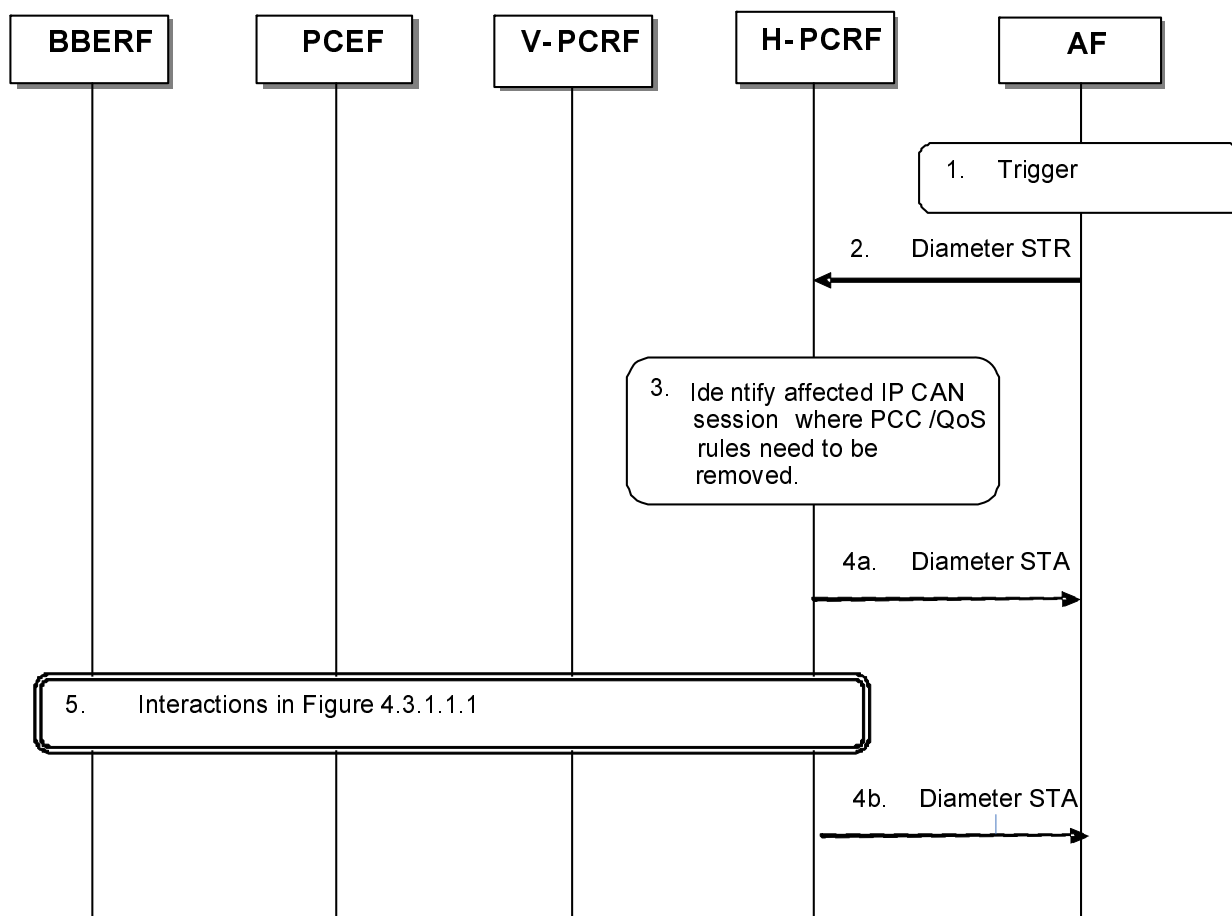 BBERF
PCEF
V-PCRF
H-PCRF
AF
1. Trigger
2. Diameter STR
3. Ide ntify affected IP CAN
session where PCC /QoS
rules need to be
removed.
4a. Diameter STA
5. Interactions in Figure 4.3.1.1.1
4b. Diameter STA